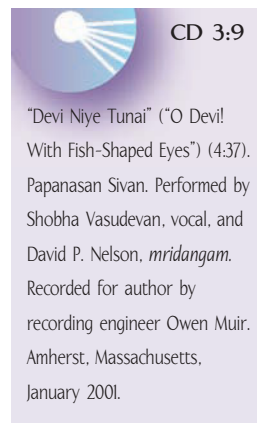 CD 3:9
“Devi Niye Tunai” (“O Devi!
With Fish-Shaped Eyes”) (4:37).
Papanasan Sivan. Performed by
Shobha Vasudevan, vocal, and
David P. Nelson, mridangam.
Recorded for author by
recording engineer Owen Muir.
Amherst, Massachusetts,
January 2001.